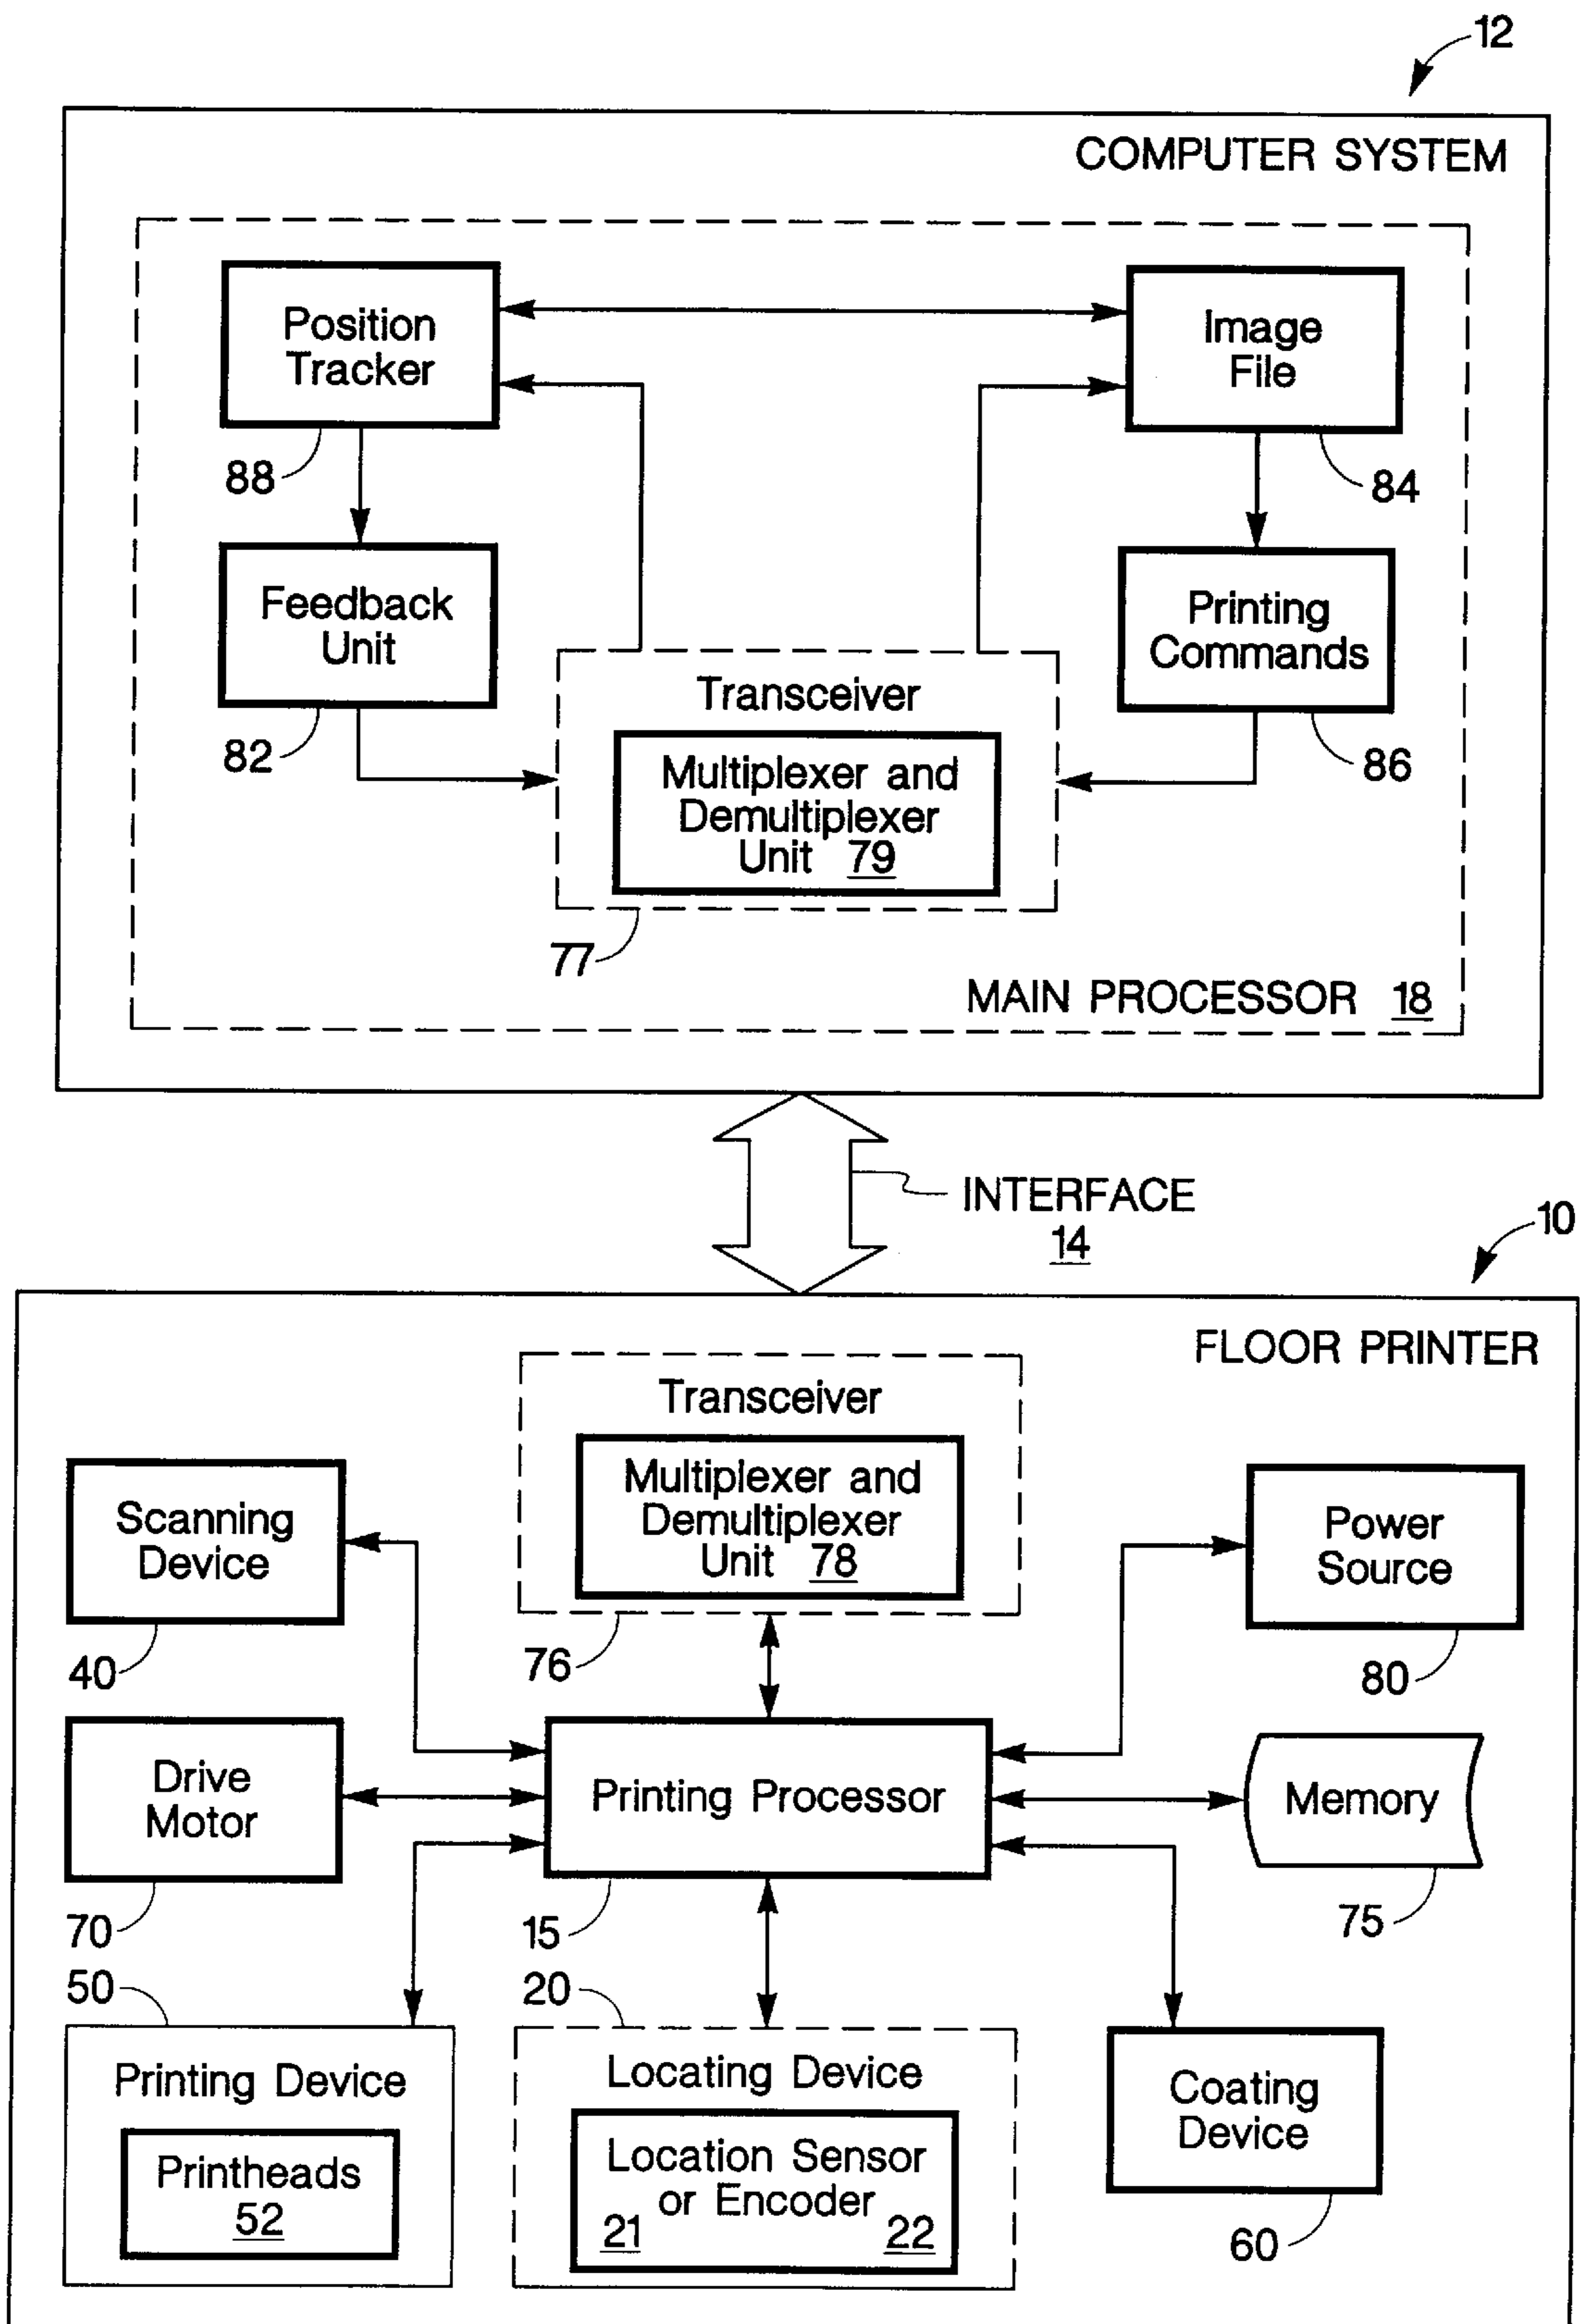 12
COMPUTER SYSTEM
Position
Tracker
88
Image
File
84
Feedback
Unit
82
Printing
Commands
86
Transceiver
Multiplexer and
Demultiplexer
Unit 79
77
MAIN PROCESSOR 18
INTERFACE
14
10
FLOOR PRINTER
Transceiver
Multiplexer and
Demultiplexer
Unit 78
76
Scanning
Device
40
Power
Source
80
Drive
Motor
70
Printing Processor
15
Memory
75
50
Printing Device
Printheads
52
20
Locating Device
Location Sensor
or Encoder
21 22
Coating
Device
60